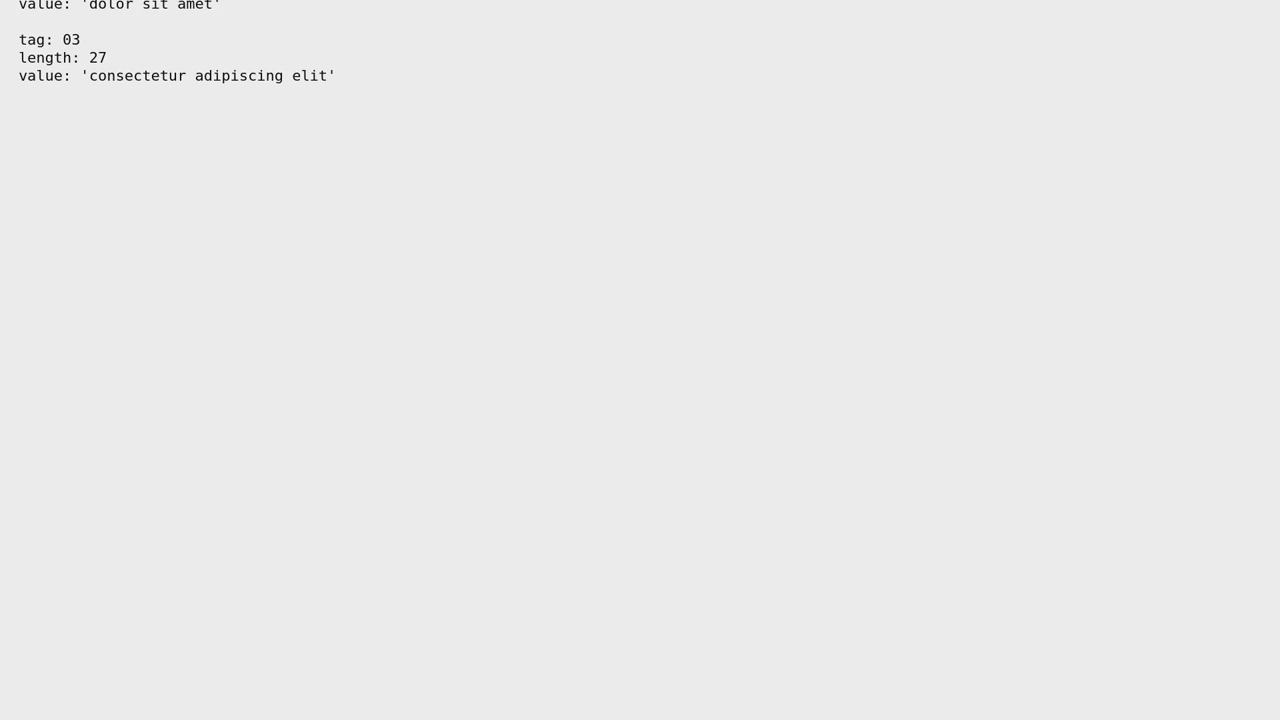 value: 'dolor sit amet'
tag: 03
length: 27
value: 'consectetur adipiscing elit'